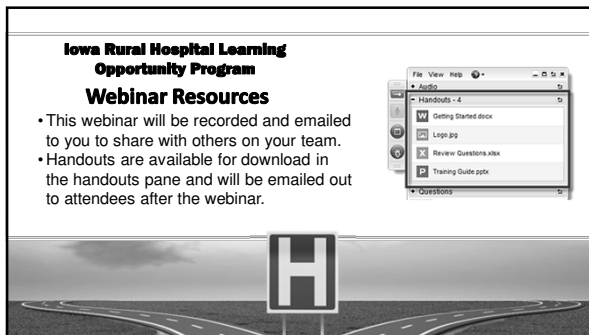 Iowa Rural Hospital Learning
Opportunity Program
Webinar Resources
• This webinar will be recorded and emailed
to you to share with others on your team.
• Handouts are available for download in
the handouts pane and will be emailed out
to attendees after the webinar.
File View Help
Audio
Handouts - 4
W Getting Started.docx
Logo.jpg
X Review Questions.xlsx
P Training Guide.pptx
Questions
H